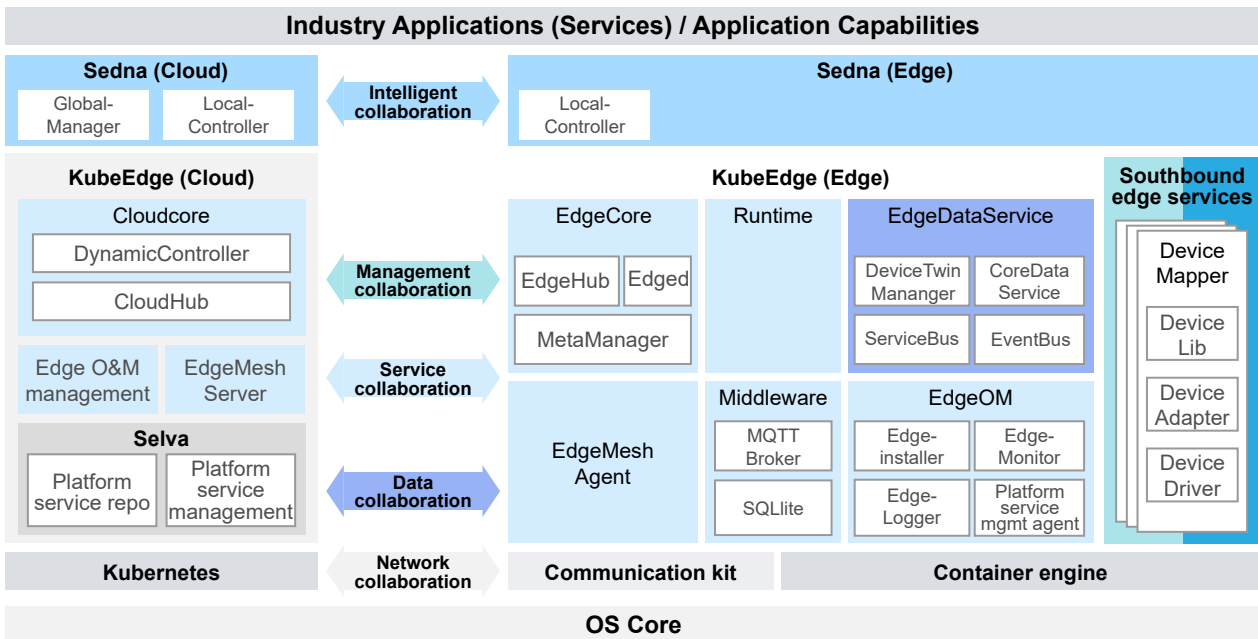 Industry Applications (Services) / Application Capabilities
Sedna (Cloud)
Global-
Manager
Local-
Controller
Intelligent
collaboration
Sedna (Edge)
Local-
Controller
KubeEdge (Cloud)
Cloudcore
DynamicController
CloudHub
Edge O&M
management
EdgeMesh
Server
Selva
Platform
service repo
Platform
service
management
Management
collaboration
Service
collaboration
Data
collaboration
KubeEdge (Edge)
EdgeCore
EdgeHub
Edged
MetaManager
Runtime
EdgeDataService
DeviceTwin
Mananger
CoreData
Service
ServiceBus
EventBus
EdgeMesh
Agent
Middleware
MQTT
Broker
SQLlite
EdgeOM
Edge-
installer
Edge-
Monitor
Edge-
Logger
Platform
service
mgmt agent
Southbound
edge services
Device
Mapper
Device
Lib
Device
Adapter
Device
Driver
Kubernetes
Network
collaboration
Communication kit
Container engine
OS Core